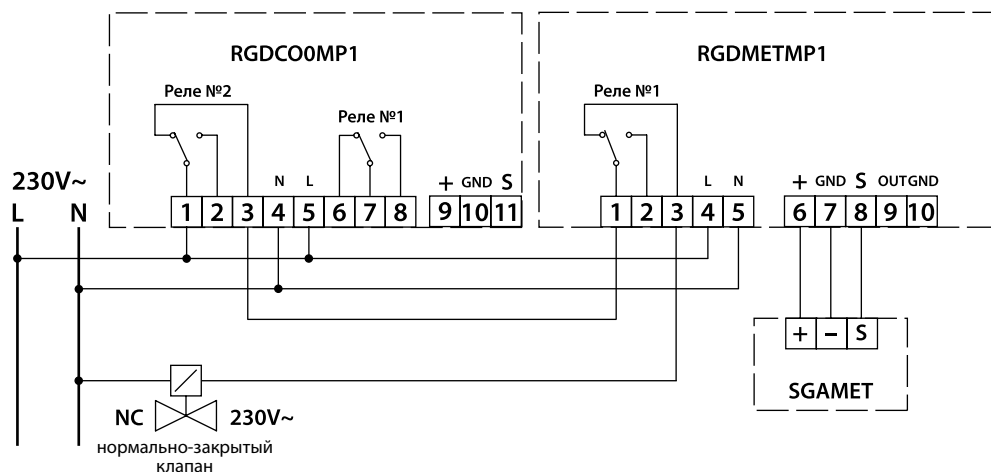 RGDCO0MP1
RGDMETMP1
Реле №2
Реле №1
Реле №1
230V~
L N
N L
+ GND S
L N
+ GND S OUT GND
1 2 3 4 5 6 7 8
9 10 11
1 2 3 4 5
6 7 8 9 10
+ – S
SGAMET
NC 230V~
нормально-закрытый
клапан